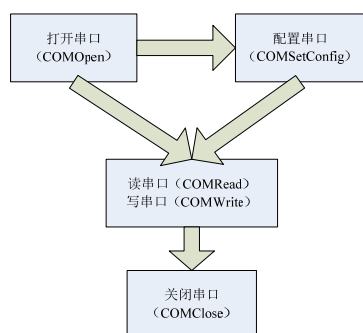 打开串口
（COMOpen）
配置串口
（COMSetConfig）
读串口（COMRead）
写串口（COMWrite）
关闭串口
（COMClose）